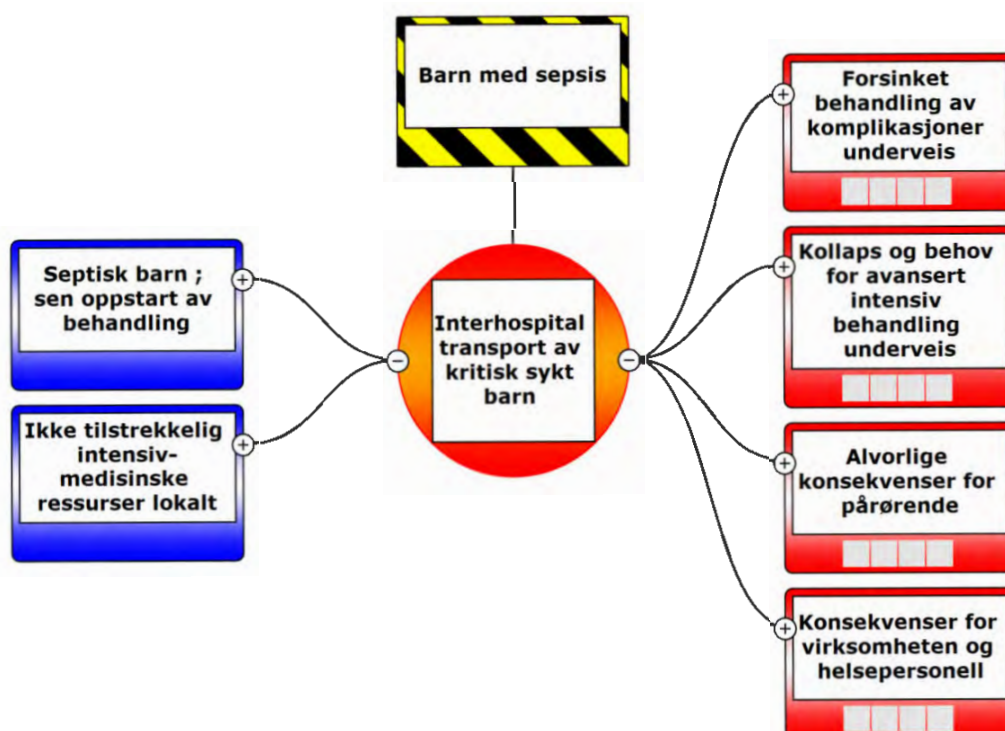 Barn med sepsis
Septisk barn ;
sen oppstart av
behandling
Ikke tilstrekkelig
intensiv-
medisinske
ressurser lokalt
Interhospital
transport av
kritisk sykt
barn
Forsinket
behandling av
komplikasjoner
underveis
Kollaps og behov
for avansert
intensiv
behandling
underveis
Alvorlige
konsekvenser for
pårørende
Konsekvenser for
virksomheten og
helsepersonell